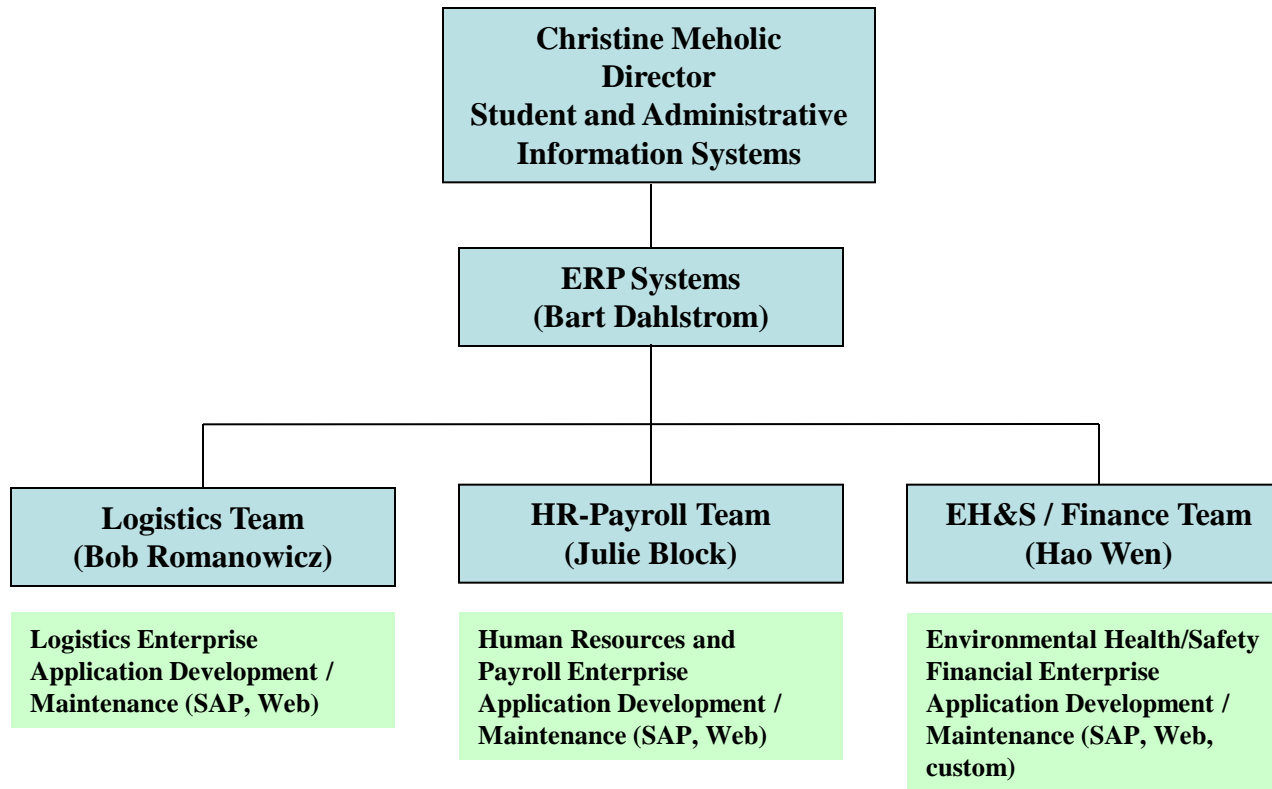 Christine Meholic
Director
Student and Administrative
Information Systems
ERP Systems
(Bart Dahlstrom)
Logistics Team
(Bob Romanowicz)
HR-Payroll Team
(Julie Block)
EH&S / Finance Team
(Hao Wen)
Logistics Enterprise
Application Development /
Maintenance (SAP, Web)
Human Resources and
Payroll Enterprise
Application Development /
Maintenance (SAP, Web)
Environmental Health/Safety
Financial Enterprise
Application Development /
Maintenance (SAP, Web,
custom)